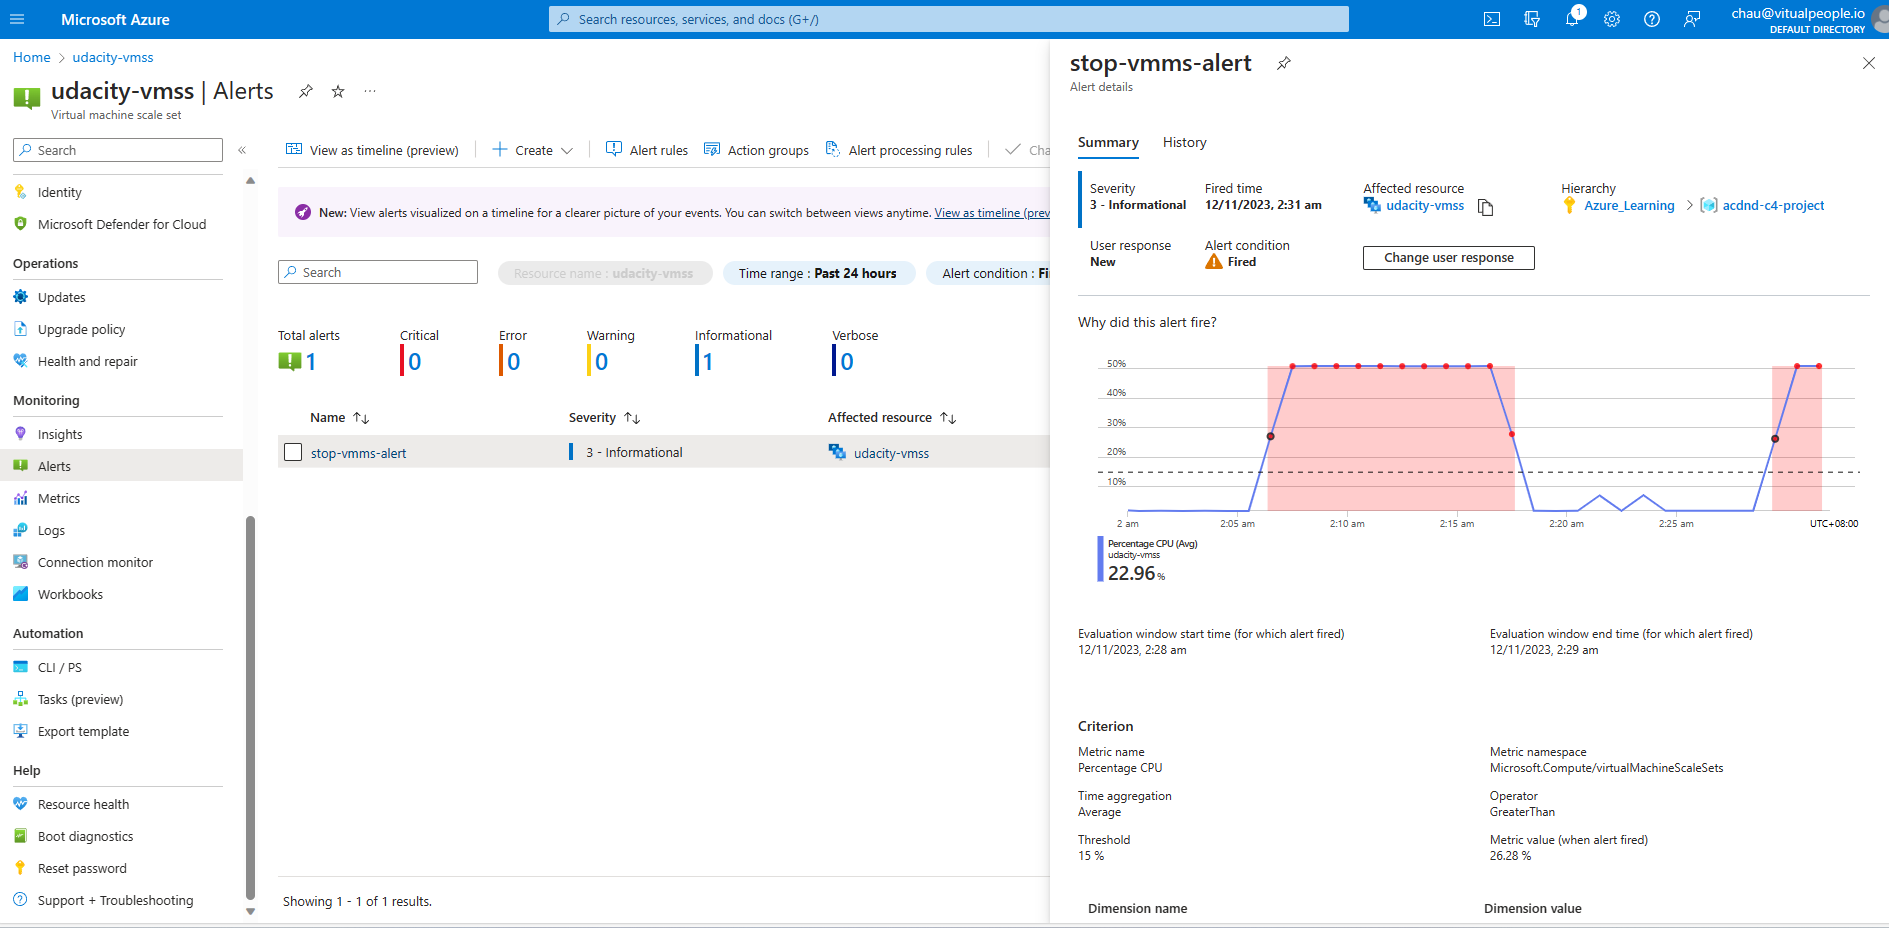 Microsoft Azure
Search resources, services, and docs (G+/)
1
chau@vitualpeople.io
DEFAULT DIRECTORY
Home > udacity-vmss
udacity-vmss | Alerts
Virtual machine scale set
Search
«
Identity
Microsoft Defender for Cloud
Operations
Updates
Upgrade policy
Health and repair
Monitoring
Insights
Alerts
Metrics
Logs
Connection monitor
Workbooks
Automation
CLI / PS
Tasks (preview)
Export template
Help
Resource health
Boot diagnostics
Reset password
Support + Troubleshooting
View as timeline (preview)
Create
Alert rules
Action groups
Alert processing rules
Cha
New: View alerts visualized on a timeline for a clearer picture of your events. You can switch between views anytime. View as timeline (prev
Search
Resource name : udacity-vmss
Time range : Past 24 hours
Alert condition : Fi
Total alerts
1
Critical
0
Error
0
Warning
0
Informational
1
Verbose
0
Name ↑↓ Severity ↑↓ Affected resource ↑↓
stop-vmms-alert 3 - Informational udacity-vmss
Showing 1 - 1 of 1 results.
stop-vmms-alert
Alert details
Summary History
Severity
3 - Informational
Fired time
12/11/2023, 2:31 am
Affected resource
udacity-vmss
Hierarchy
Azure_Learning > acdnd-c4-project
User response
New
Alert condition
Fired
Change user response
Why did this alert fire?
50%
40%
30%
20%
10%
2 am 2:05 am 2:10 am 2:15 am 2:20 am 2:25 am UTC+08:00
Percentage CPU (Avg)
udacity-vmss
22.96 %
Evaluation window start time (for which alert fired)
12/11/2023, 2:28 am
Evaluation window end time (for which alert fired)
12/11/2023, 2:29 am
Criterion
Metric name
Percentage CPU
Metric namespace
Microsoft.Compute/virtualMachineScaleSets
Time aggregation
Average
Operator
GreaterThan
Threshold
15 %
Metric value (when alert fired)
26.28 %
Dimension name Dimension value